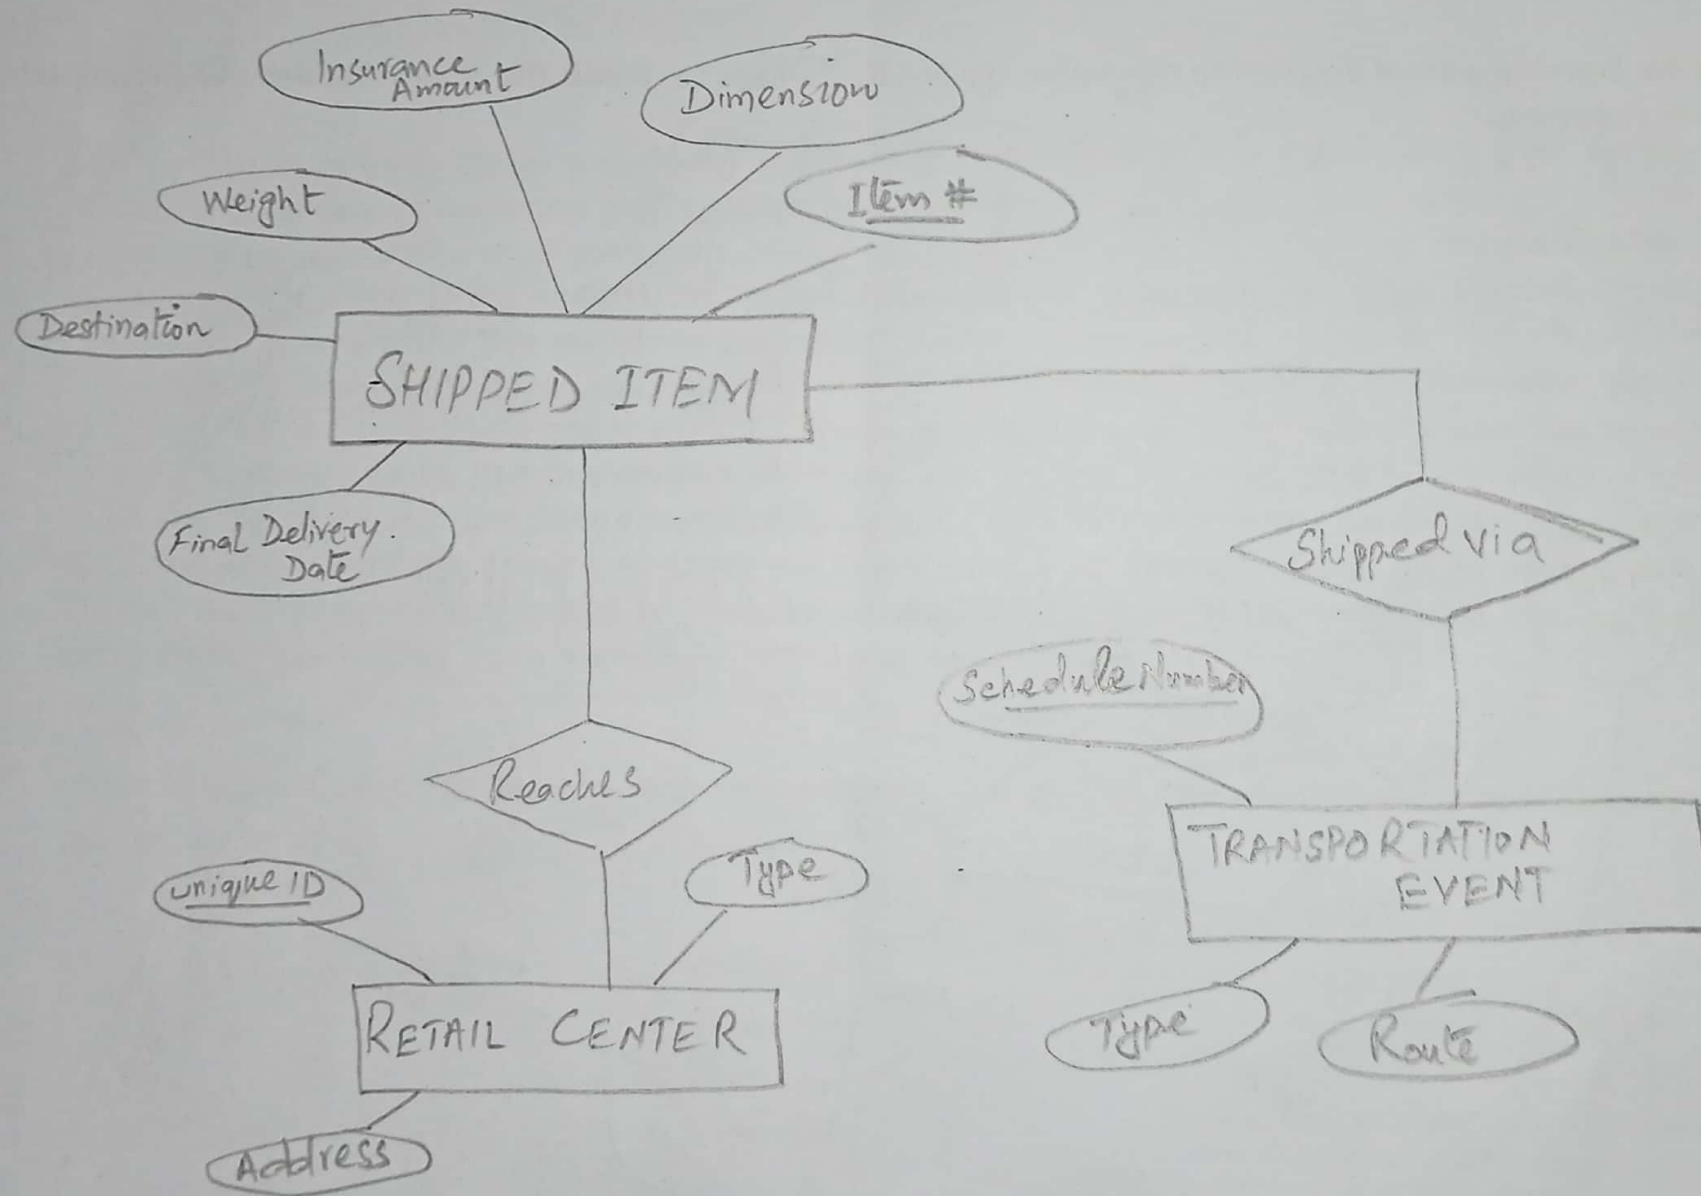 Insurance
Amount
Dimension
Weight
Item #
Destination
SHIPPED ITEM
Final Delivery.
Date
Shipped via
Schedule Number
Reaches
TRANSPORTATION
EVENT
unique ID
Type
RETAIL CENTER
Type
Route
Address